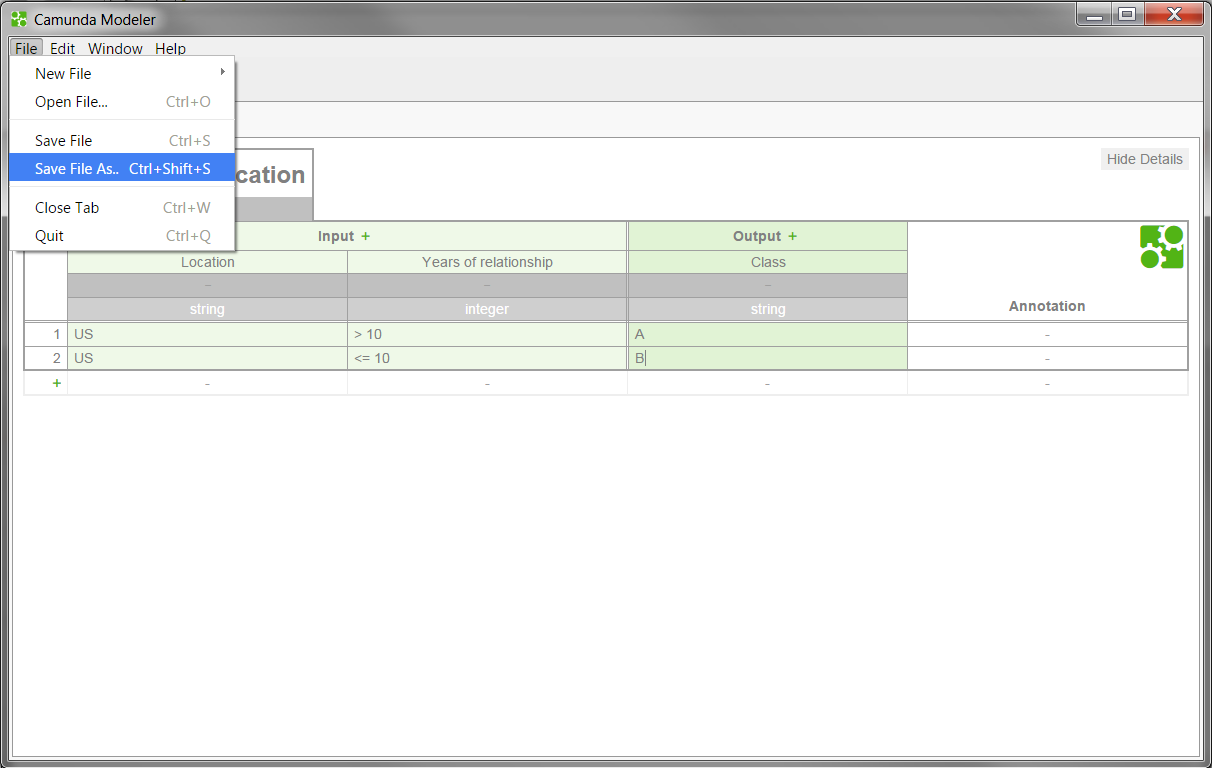 Camunda Modeler
File Edit Window Help
New File
Open File... Ctrl+O
Save File Ctrl+S
Save File As.. Ctrl+Shift+S
Close Tab Ctrl+W
Quit Ctrl+Q
cation
Hide Details
Input + Output +
Location Years of relationship Class
- - -
string integer string Annotation
1 US > 10 A -
2 US <= 10 B -
+ - - - -